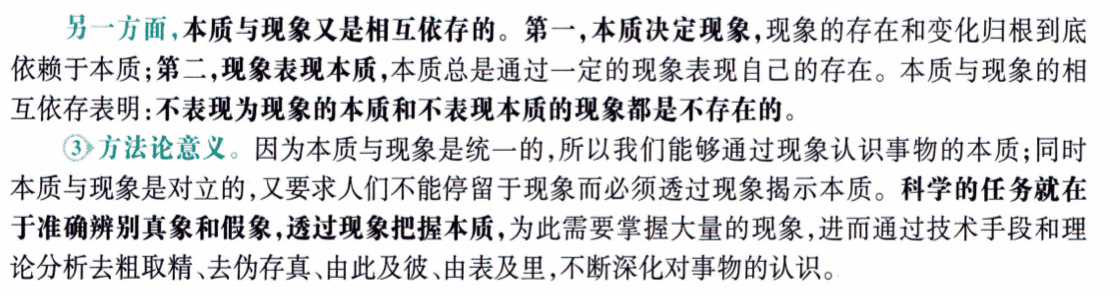 另一方面,本质与现象又是相互依存的。第一,本质决定现象,现象的存在和变化归根到底
依赖于本质;第二,现象表现本质,本质总是通过一定的现象表现自己的存在。本质与现象的相
互依存表明:不表现为现象的本质和不表现本质的现象都是不存在的。
③方法论意义。因为本质与现象是统一的,所以我们能够通过现象认识事物的本质;同时
本质与现象是对立的,又要求人们不能停留于现象而必须透过现象揭示本质。科学的任务就在
于准确辨别真象和假象,透过现象把握本质,为此需要掌握大量的现象,进而通过技术手段和理
论分析去粗取精、去伪存真、由此及彼、由表及里,不断深化对事物的认识。